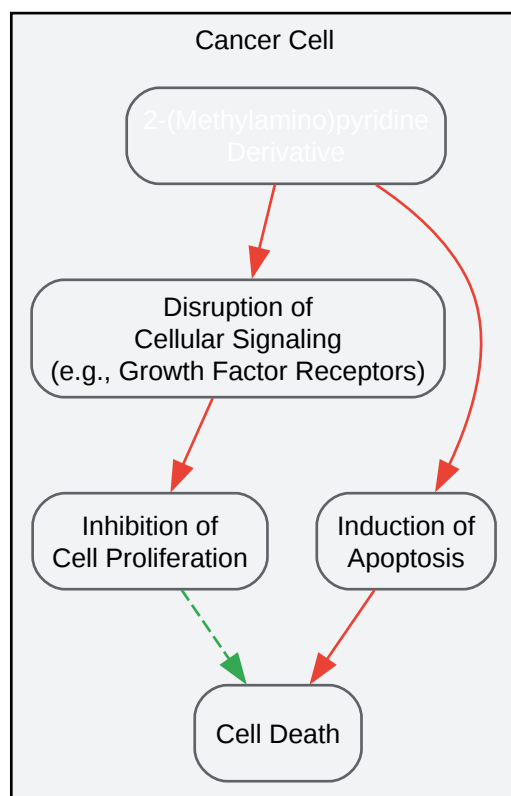 Cancer Cell
2-(Methylamino)pyridine
Derivative
Disruption of
Cellular Signaling
(e.g., Growth Factor Receptors)
Inhibition of
Cell Proliferation
Induction of
Apoptosis
Cell Death